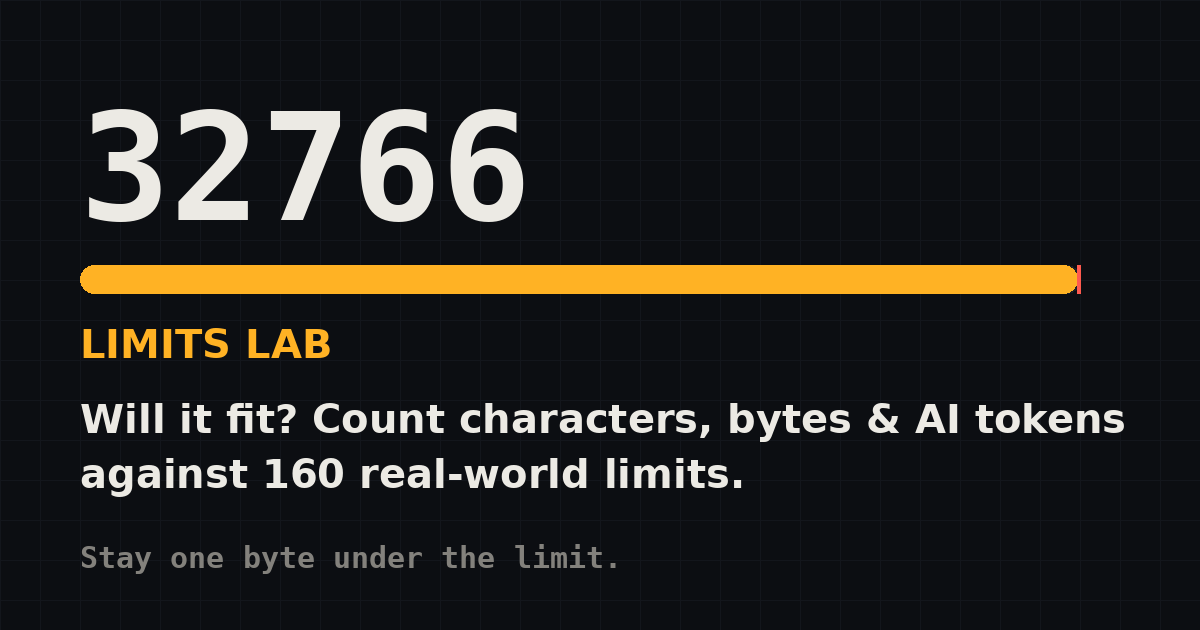 32766
LIMITS LAB
Will it fit? Count characters, bytes & AI tokens
against 160 real-world limits.
Stay one byte under the limit.